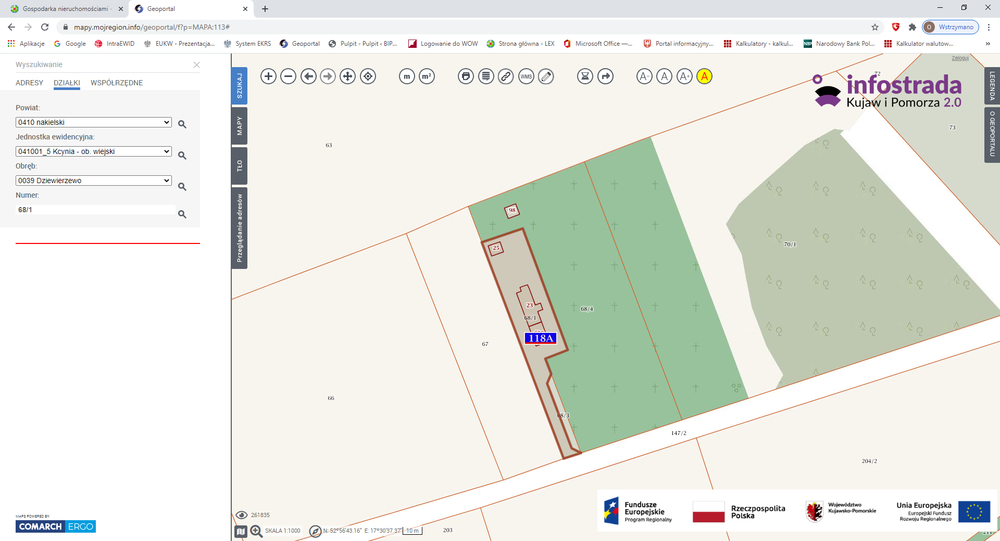 Gospodarka nieruchomościami -
Geoportal
mapy.mojregion.info/geoportal/f?p=MAPA:113#
O Wstrzymano
Aplikacje
Google
IntraEWID
EUKW - Prezentacja...
System EKRS
Geoportal
Pulpit - Pulpit ‹ BIP...
Logowanie do WOW
Strona główna - LEX
Microsoft Office —...
Portal informacyjny...
Kalkulatory - kalkul...
NBP
Narodowy Bank Pol...
Kalkulator walutow...
»
Wyszukiwanie
ADRESY DZIAŁKI WSPÓŁRZĘDNE
Powiat:
0410 nakielski
Jednostka ewidencyjna:
041001_5 Kcynia - ob. wiejski
Obręb:
0039 Dziewierzewo
Numer:
68/1
MAPS POWERED BY:
COMARCH ERGO
SZUKAJ
MAPY
TŁO
Przeglądanie adresów
m m² WMS A- A A+ A
Zaloguj
infostrada
Kujaw i Pomorza 2.0
LEGENDA
O GEOPORTALU
72
73
63
98
25
70/1
23
68/1
68/4
118A
67
66
68/3
147/2
204/2
203
211
261835
SKALA 1:1000
N: 52°56'43.16" E: 17°30'37.37"
10 m
Fundusze
Europejskie
Program Regionalny
Rzeczpospolita
Polska
Województwo
Kujawsko-Pomorskie
Unia Europejska
Europejski Fundusz
Rozwoju Regionalnego